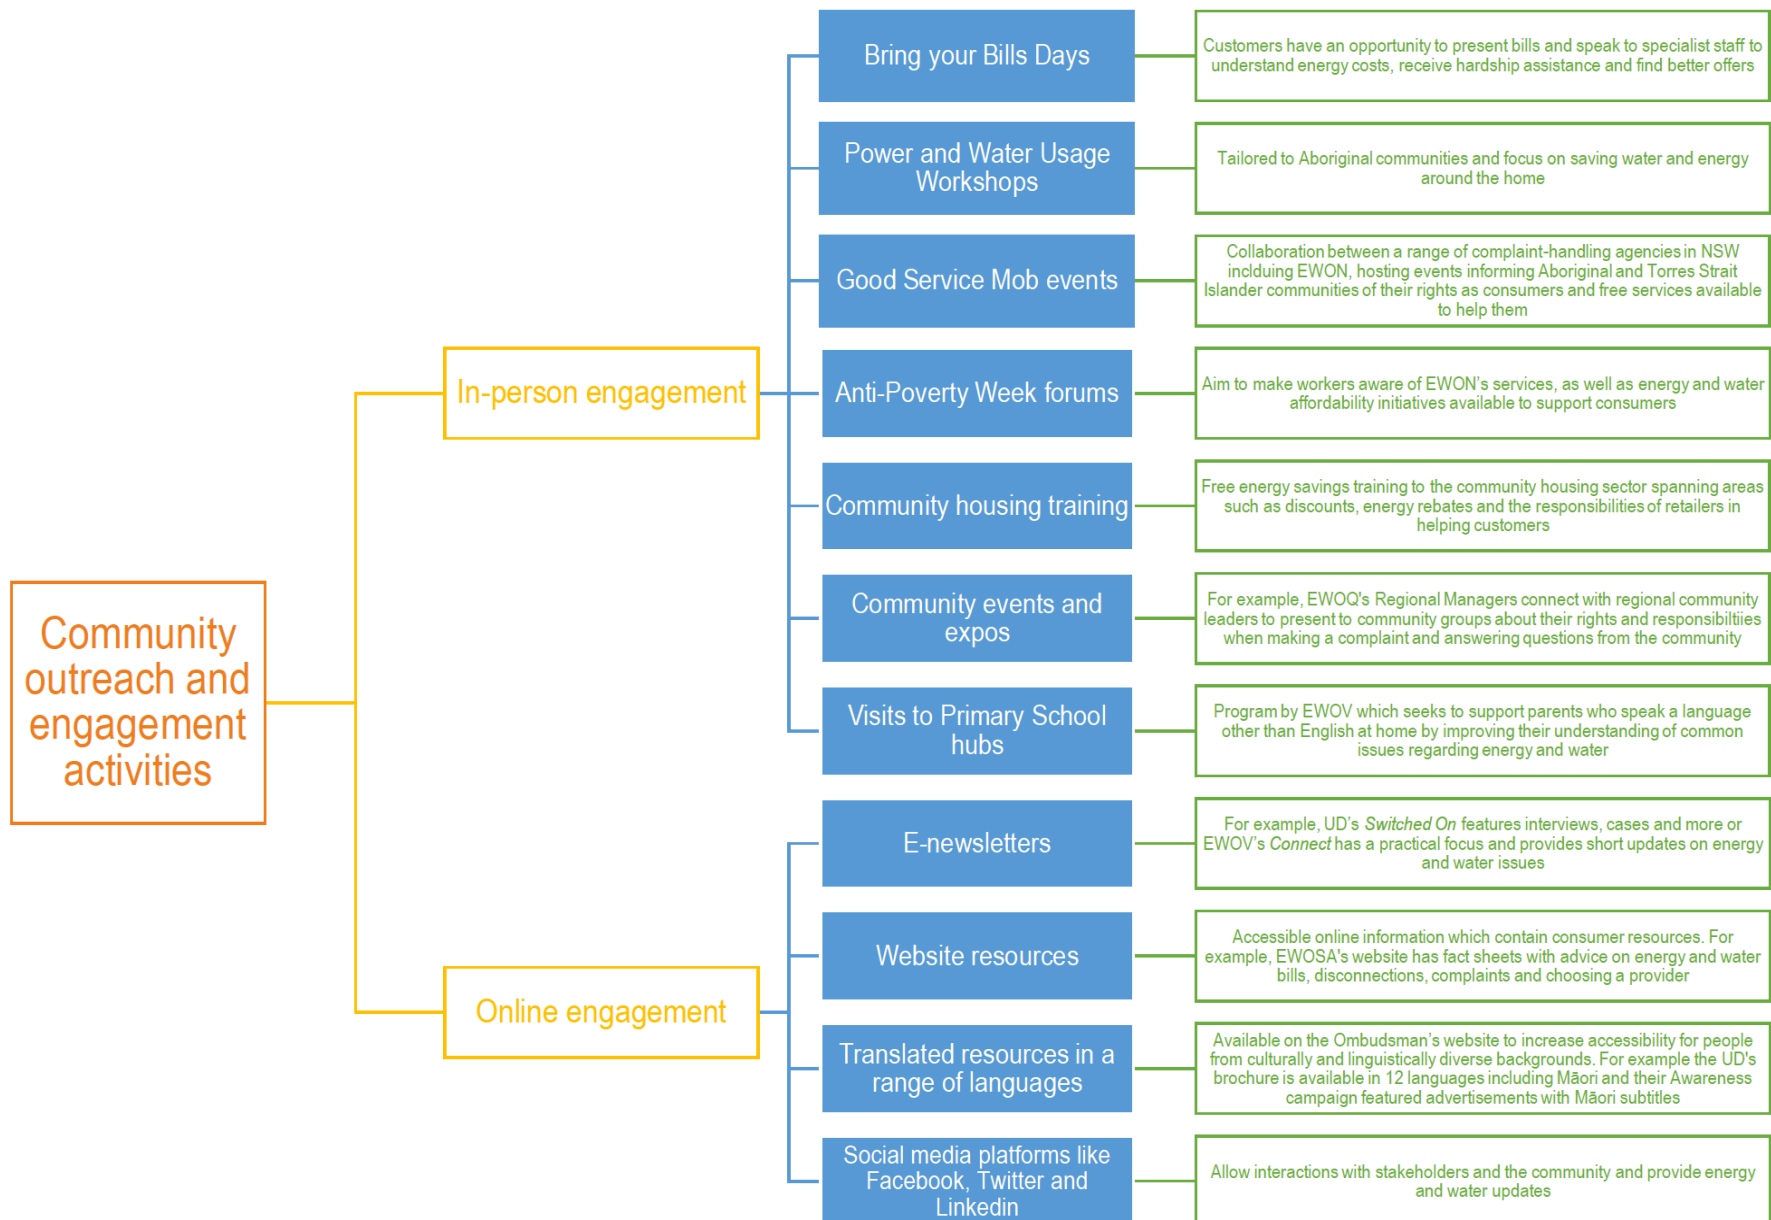 Community
outreach and
engagement
activities
In-person engagement
Bring your Bills Days
Customers have an opportunity to present bills and speak to specialist staff to
understand energy costs, receive hardship assistance and find better offers
Power and Water Usage
Workshops
Tailored to Aboriginal communities and focus on saving water and energy
around the home
Good Service Mob events
Collaboration between a range of complaint-handling agencies in NSW
inclduing EWON, hosting events informing Aboriginal and Torres Strait
Islander communities of their rights as consumers and free services available
to help them
Anti-Poverty Week forums
Aim to make workers aware of EWON’s services, as well as energy and water
affordability initiatives available to support consumers
Community housing training
Free energy savings training to the community housing sector spanning areas
such as discounts, energy rebates and the responsibilities of retailers in
helping customers
Community events and
expos
For example, EWOQ's Regional Managers connect with regional community
leaders to present to community groups about their rights and responsibiltiies
when making a complaint and answering questions from the community
Visits to Primary School
hubs
Program by EWOV which seeks to support parents who speak a language
other than English at home by improving their understanding of common
issues regarding energy and water
Online engagement
E-newsletters
For example, UD’s Switched On features interviews, cases and more or
EWOV’s Connect has a practical focus and provides short updates on energy
and water issues
Website resources
Accessible online information which contain consumer resources. For
example, EWOSA's website has fact sheets with advice on energy and water
bills, disconnections, complaints and choosing a provider
Translated resources in a
range of languages
Available on the Ombudsman’s website to increase accessibility for people
from culturally and linguistically diverse backgrounds. For example the UD's
brochure is available in 12 languages including Māori and their Awareness
campaign featured advertisements with Māori subtitles
Social media platforms like
Facebook, Twitter and
Linkedin
Allow interactions with stakeholders and the community and provide energy
and water updates